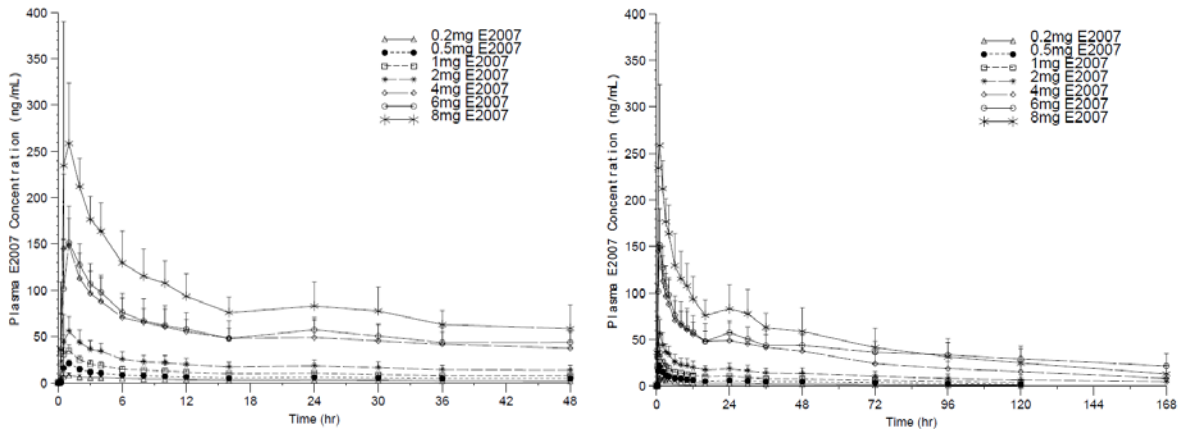 400
350
300
250
200
150
100
50
0
Plasma E2007 Concentration (ng/mL)
0.2mg E2007
0.5mg E2007
1mg E2007
2mg E2007
4mg E2007
6mg E2007
8mg E2007
0 6 12 18 24 30 36 42 48
Time (hr)
400
350
300
250
200
150
100
50
0
Plasma E2007 Concentration (ng/mL)
0.2mg E2007
0.5mg E2007
1mg E2007
2mg E2007
4mg E2007
6mg E2007
8mg E2007
0 24 48 72 96 120 144 168
Time (hr)